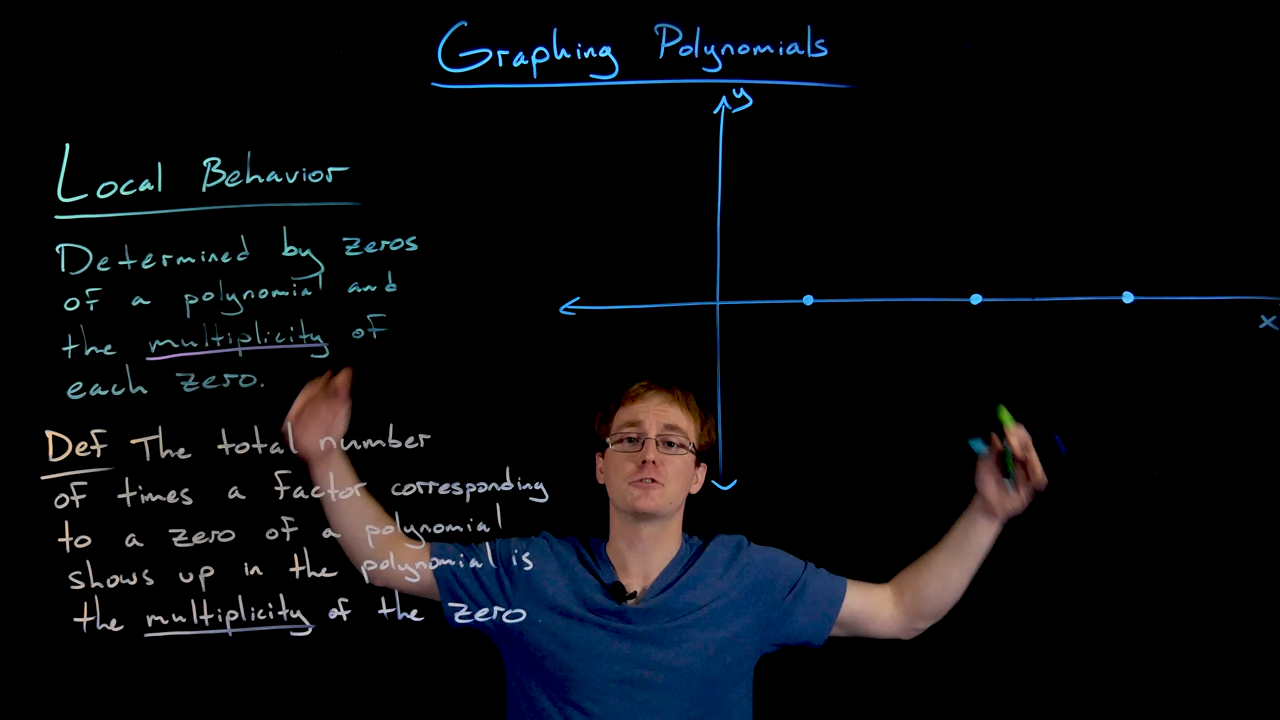 Graphing Polynomials
y
x
Local Behavior
Determined by zeros
of a polynomial and
the multiplicity of
each zero.
Def The total number
of times a factor corresponding
to a zero of a polynomial
shows up in the polynomial is
the multiplicity of the zero